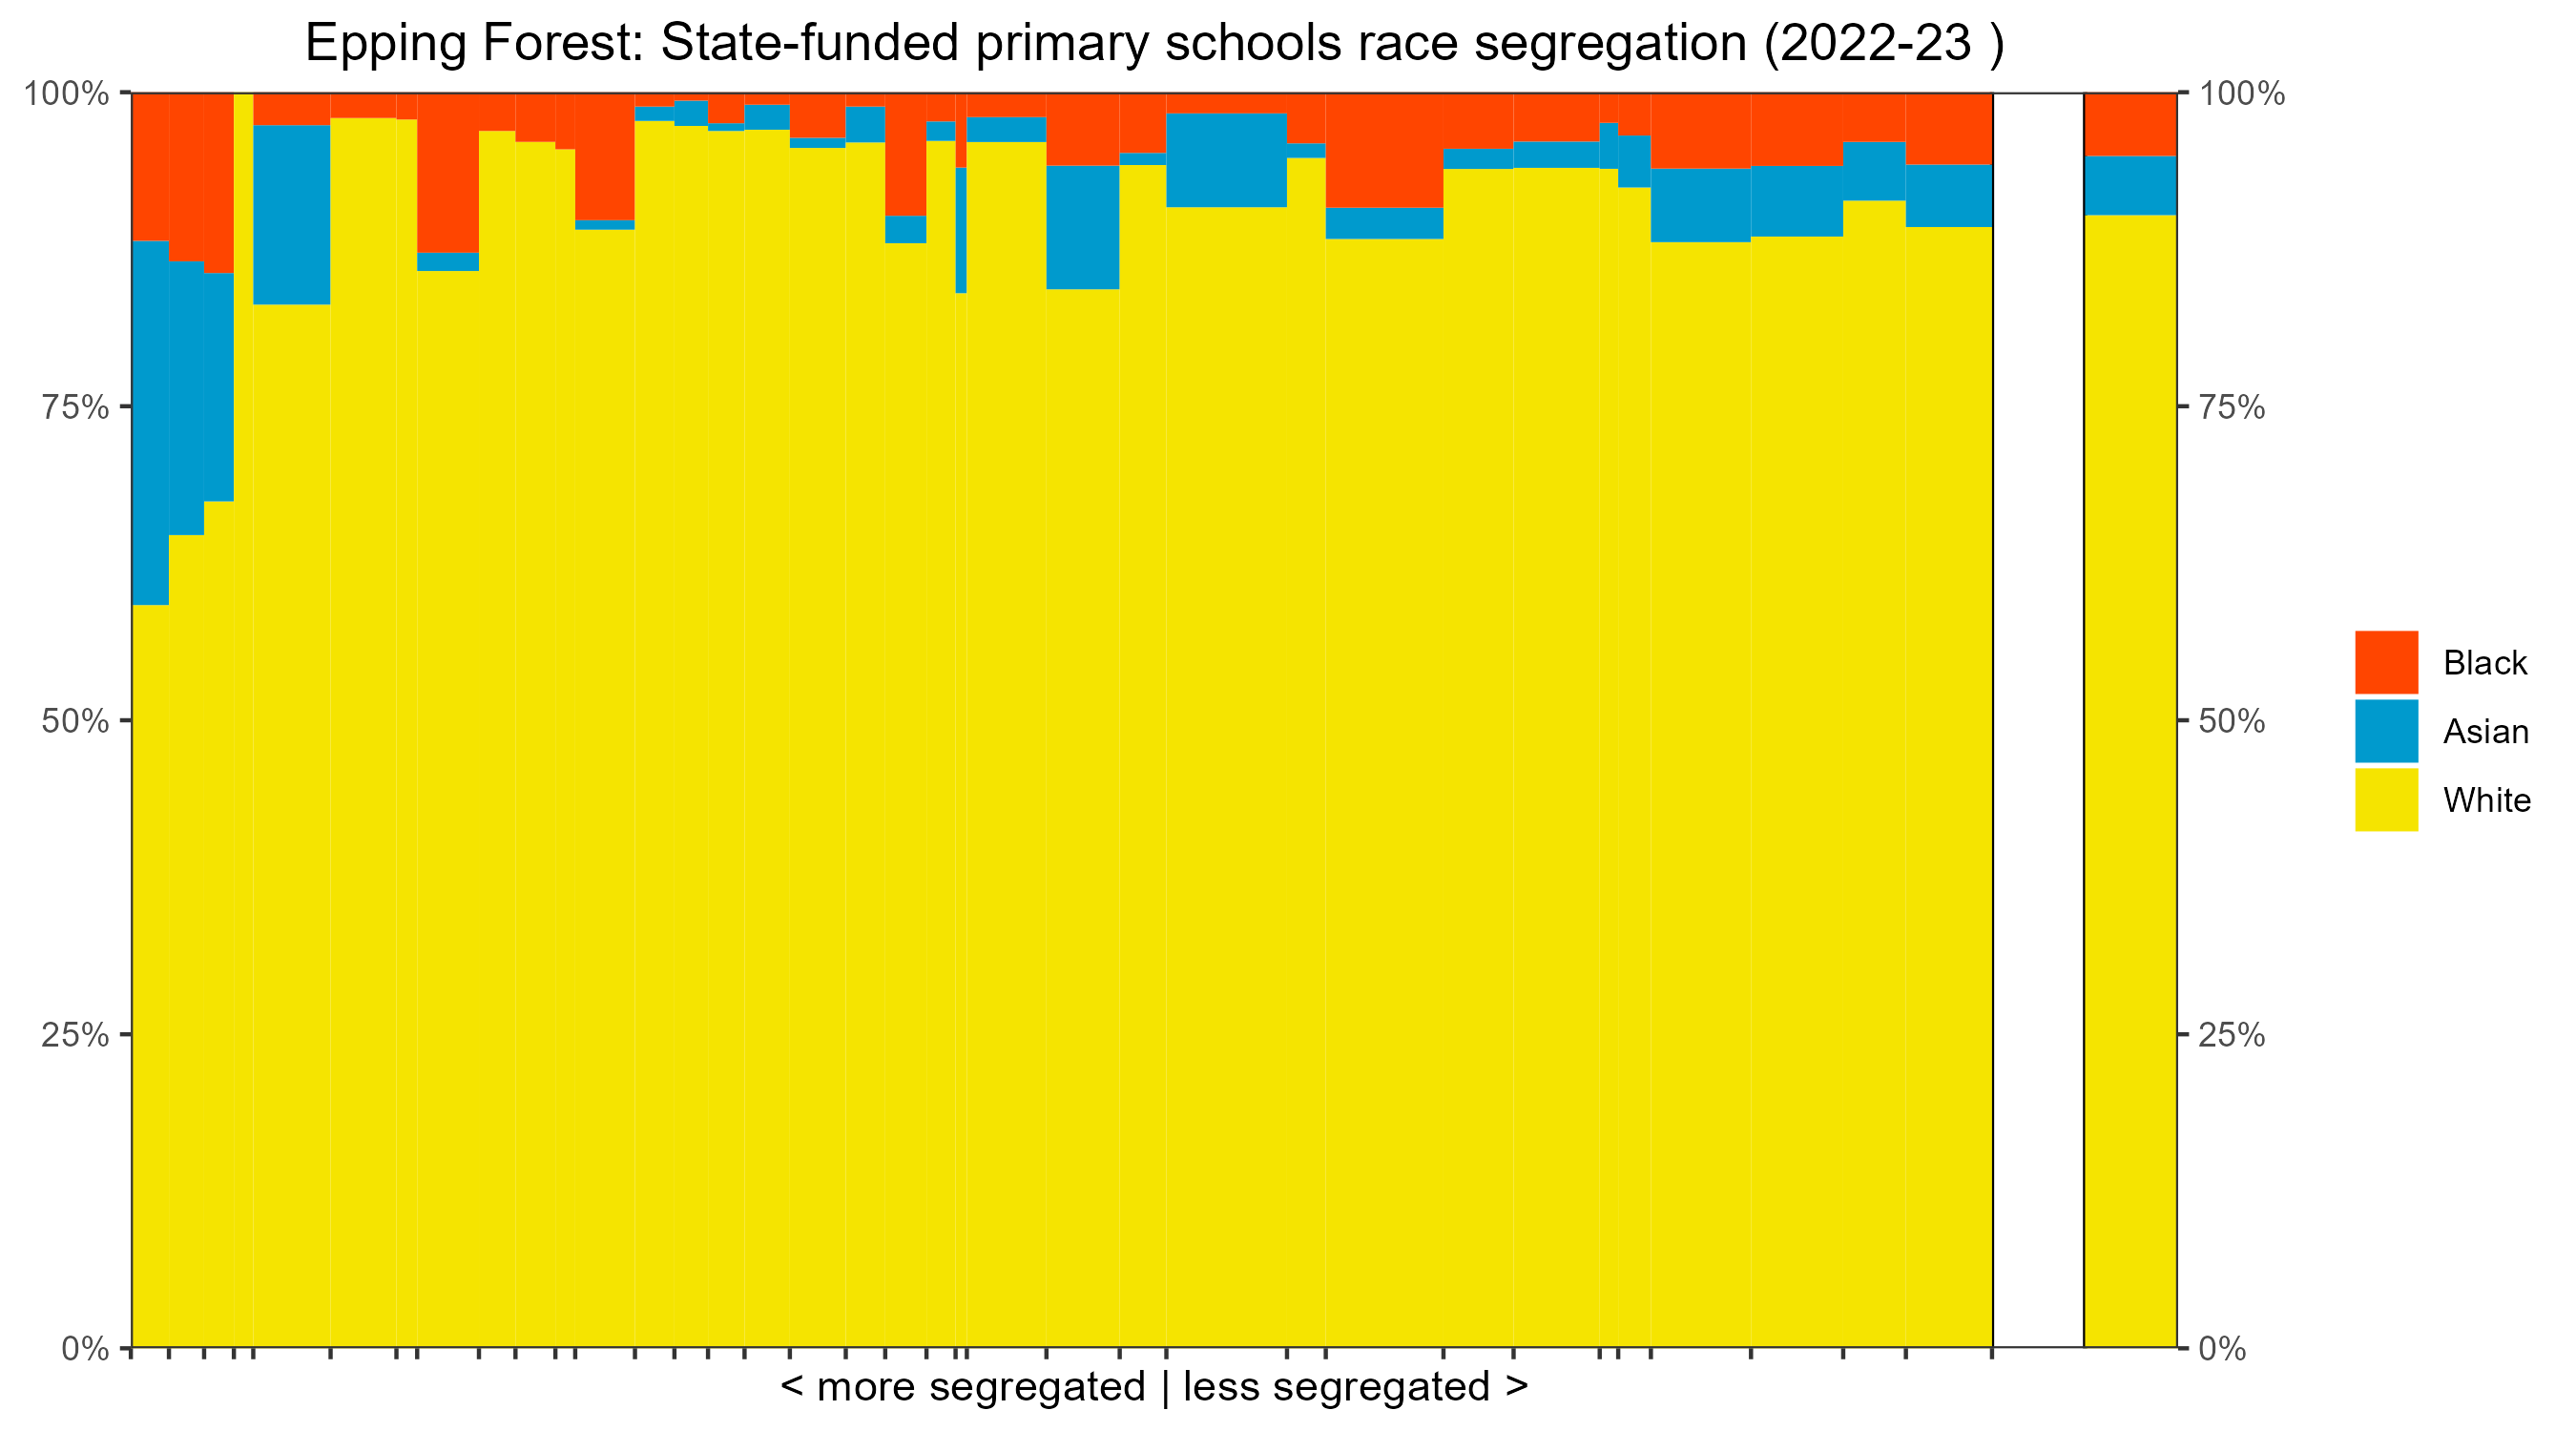 Epping Forest: State-funded primary schools race segregation (2022-23 )
100%
75%
50%
25%
0%
100%
75%
50%
25%
0%
Black
Asian
White
< more segregated | less segregated >